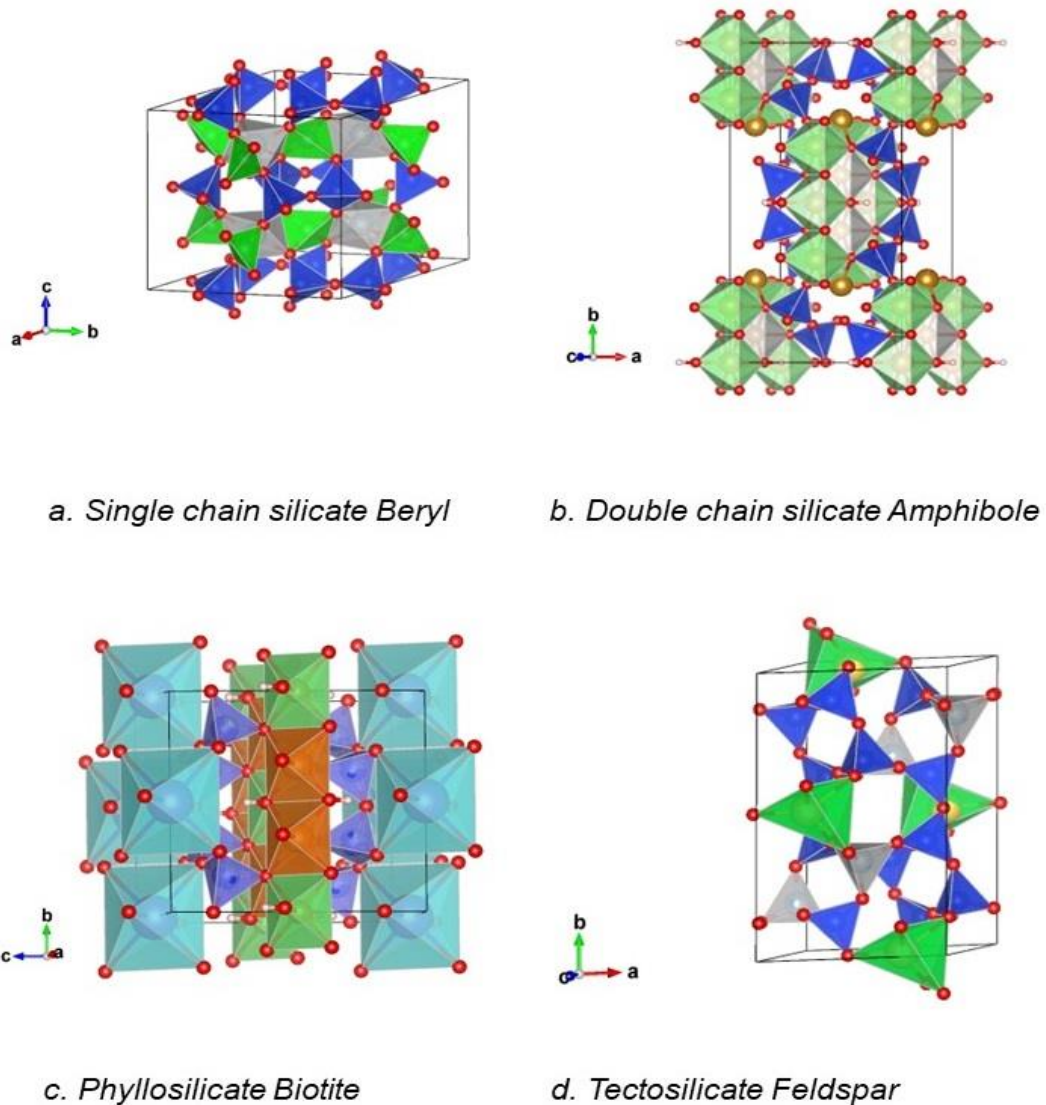 c
a
b
b
c
a
a. Single chain silicate Beryl
b. Double chain silicate Amphibole
b
c
a
b
c
a
c. Phyllosilicate Biotite
d. Tectosilicate Feldspar